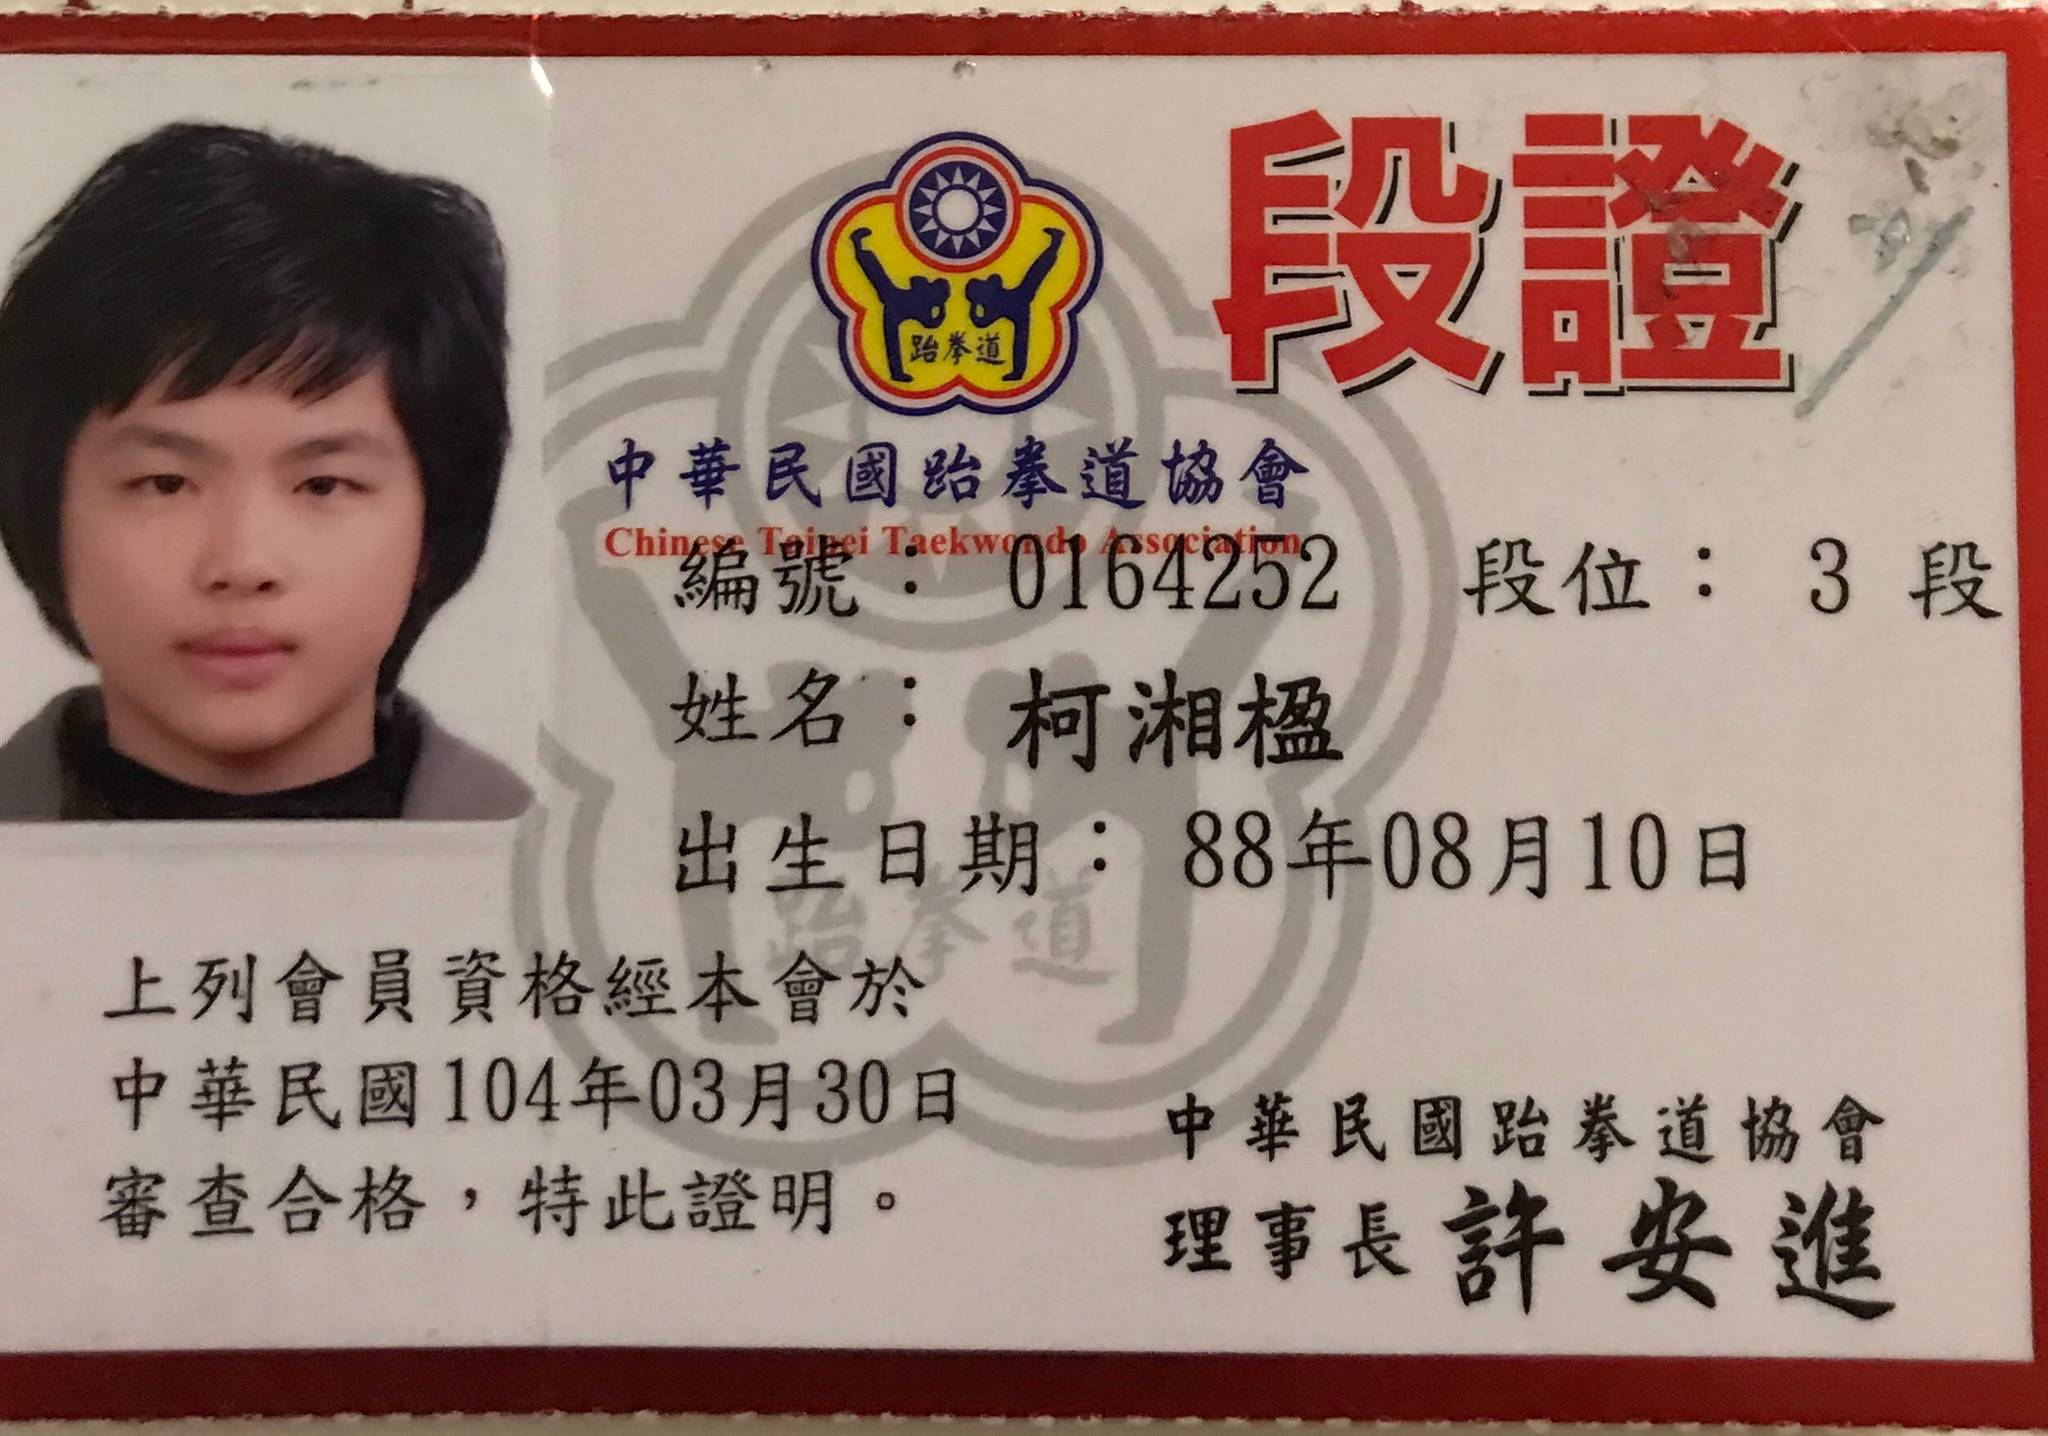 段證
跆拳道
中華民國跆拳道協會
Chinese Taipei Taekwondo Association
編號： 0164252 段位： 3 段
姓名： 柯湘楹
出生日期： 88年08月10日
跆拳道
上列會員資格經本會於
中華民國104年03月30日
審查合格，特此證明。
中華民國跆拳道協會
理事長 許安進